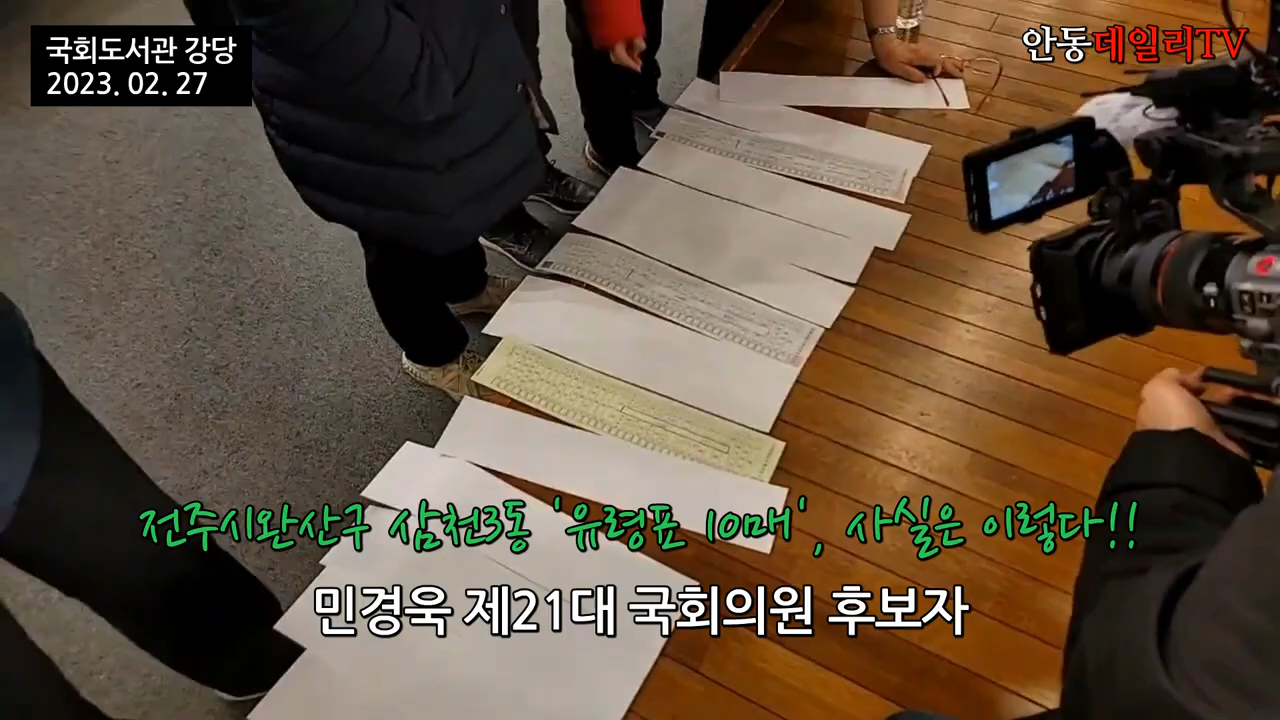 국회도서관 강당
2023. 02. 27
안동데일리TV
전주시완산구 삼천3동 '유령표 10매', 사실은 이렇다!!
민경욱 제21대 국회의원 후보자